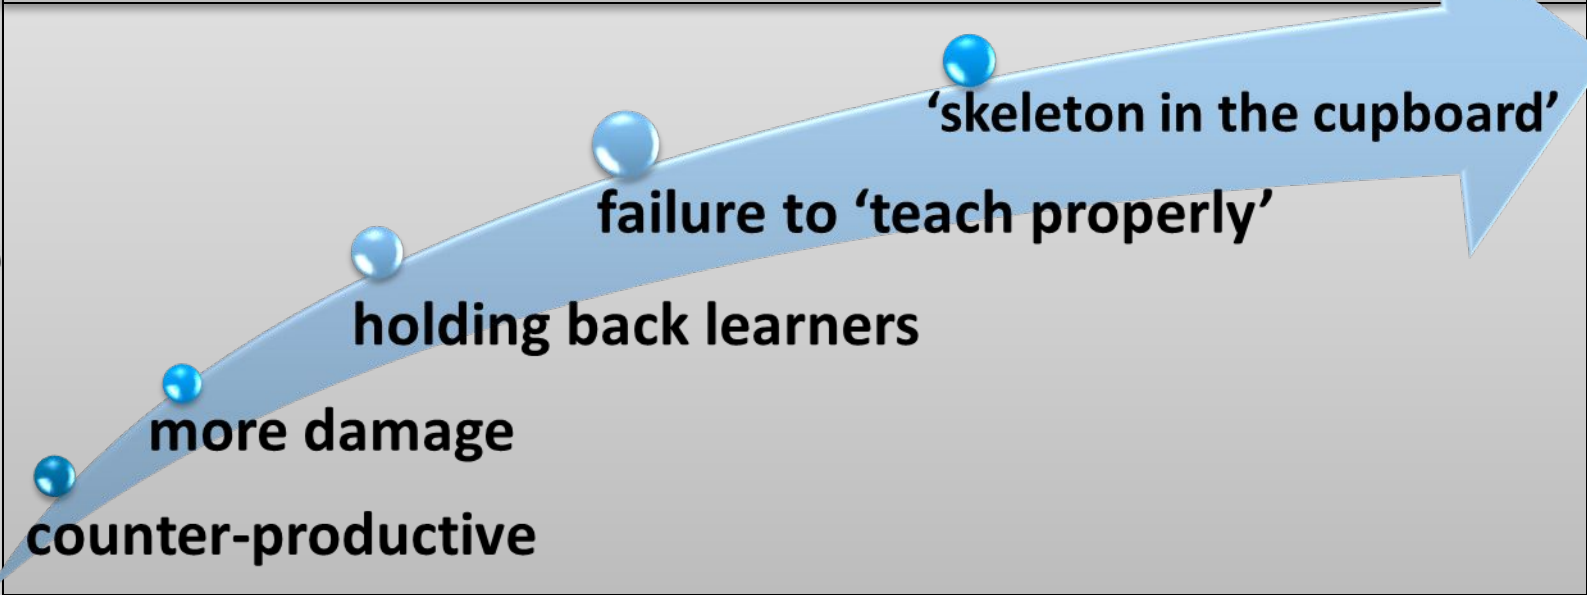 ‘skeleton in the cupboard’
failure to ‘teach properly’
holding back learners
more damage
counter-productive